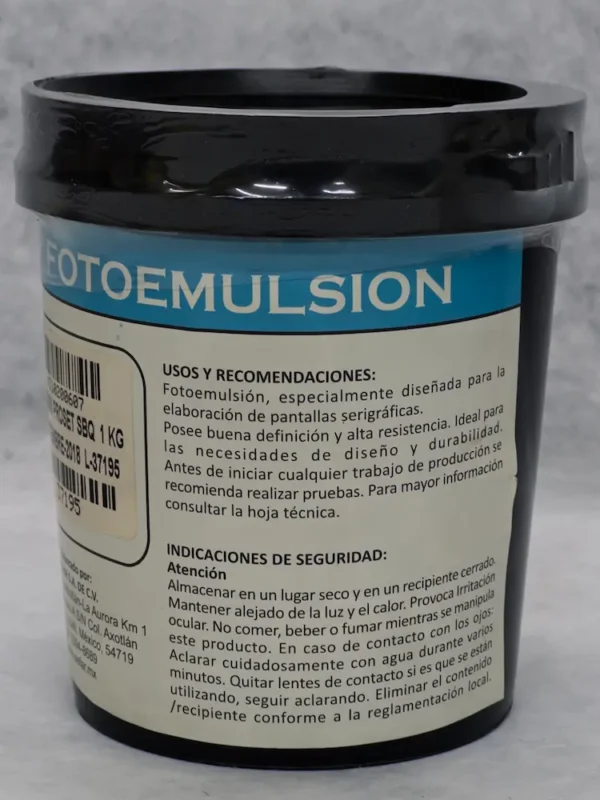 FOTOEMULSION
USOS Y RECOMENDACIONES:
Fotoemulsión, especialmente diseñada para la
elaboración de pantallas serigráficas.
Posee buena definición y alta resistencia. Ideal para
las necesidades de diseño y durabilidad.
Antes de iniciar cualquier trabajo de producción se
recomienda realizar pruebas. Para mayor información
consultar la hoja técnica.
INDICACIONES DE SEGURIDAD:
Atención
Almacenar en un lugar seco y en un recipiente cerrado.
Mantener alejado de la luz y el calor. Provoca Irritación
ocular. No comer, beber o fumar mientras se manipula
este producto. En caso de contacto con los ojos:
Aclarar cuidadosamente con agua durante varios
minutos. Quitar lentes de contacto si es que se están
utilizando, seguir aclarando. Eliminar el contenido
/recipiente conforme a la reglamentación local.
SBQ 1 KG
2018 L-37195
por:
S.A. DE C.V.
La Aurora Km 1
S/N Col. Axotlán
México, 54719